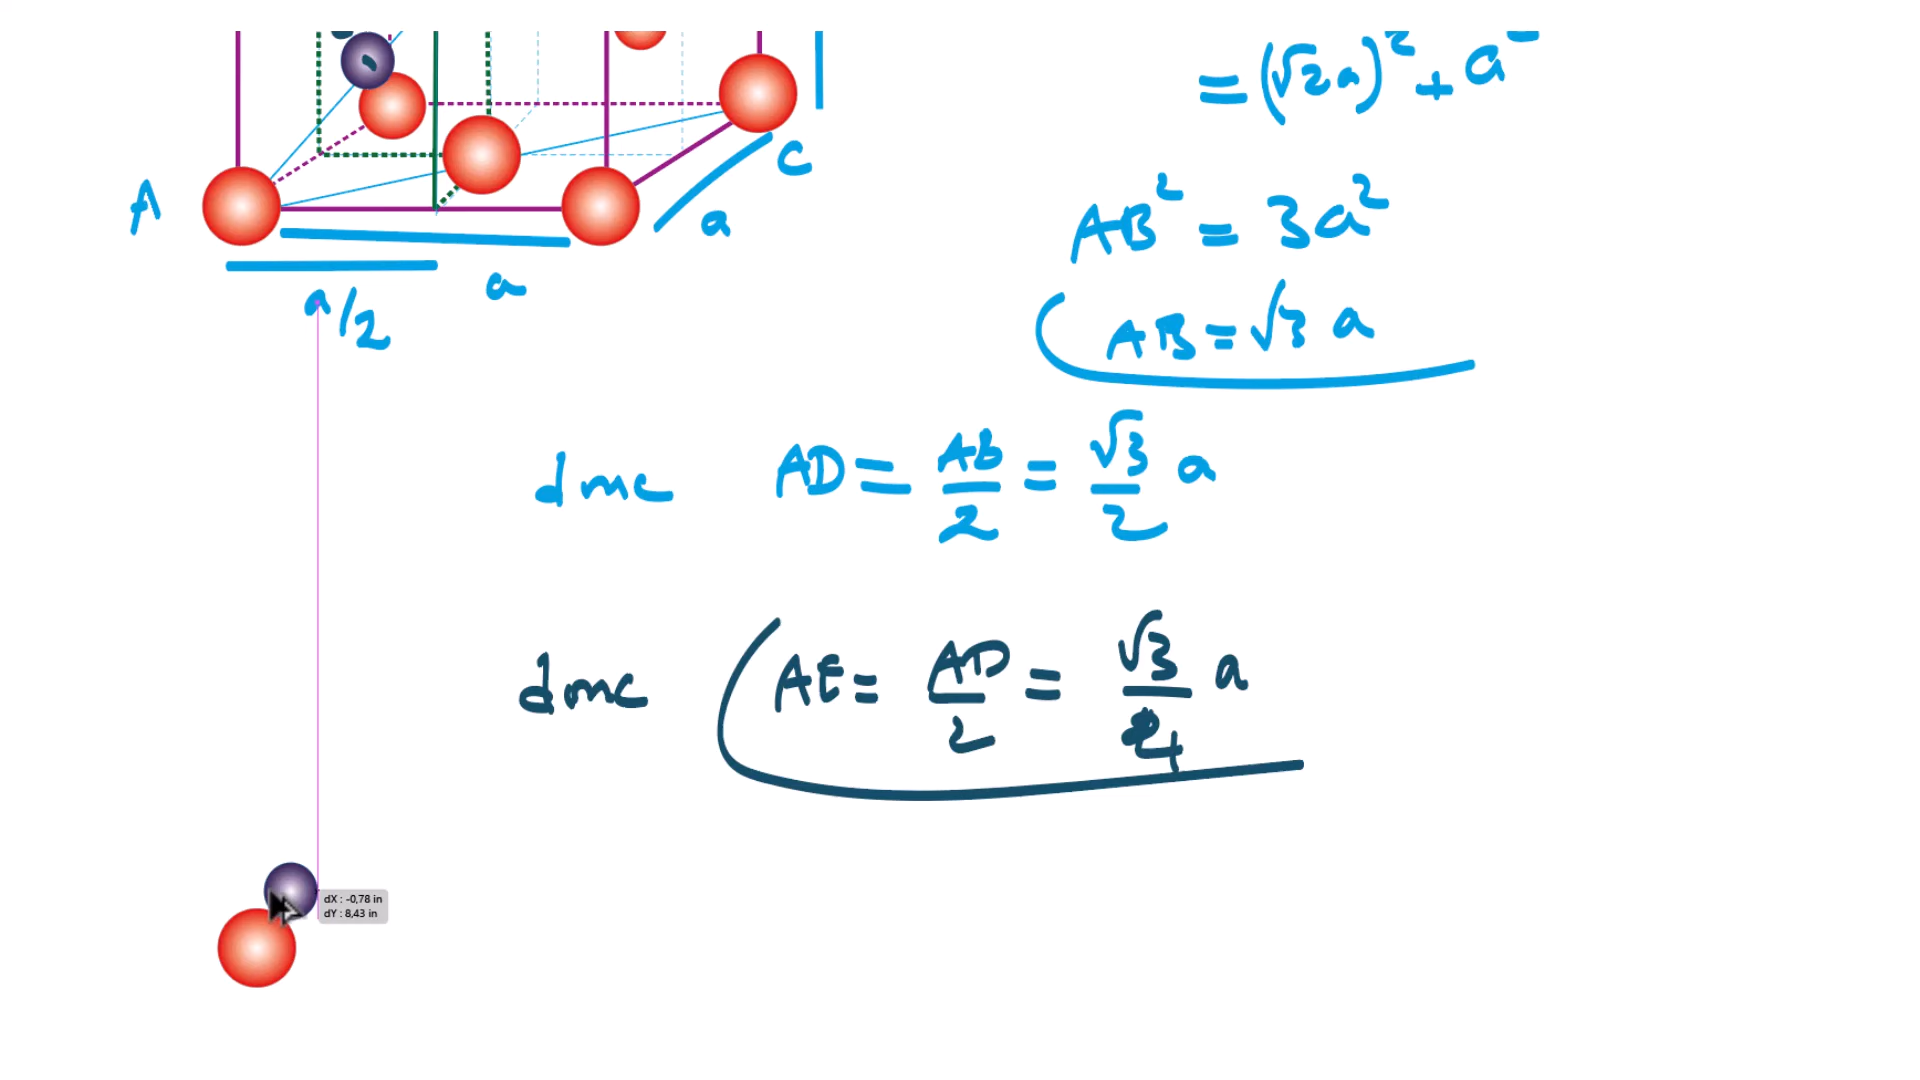 = (√2a)² + a²
C
A
a
AB² = 3a²
a
a/2
AB = √3 a
dmc AD = Ab/2 = √3/2 a
dmc AE = AD/2 = √3/4 a
dX : -0,78 in
dY : 8,43 in